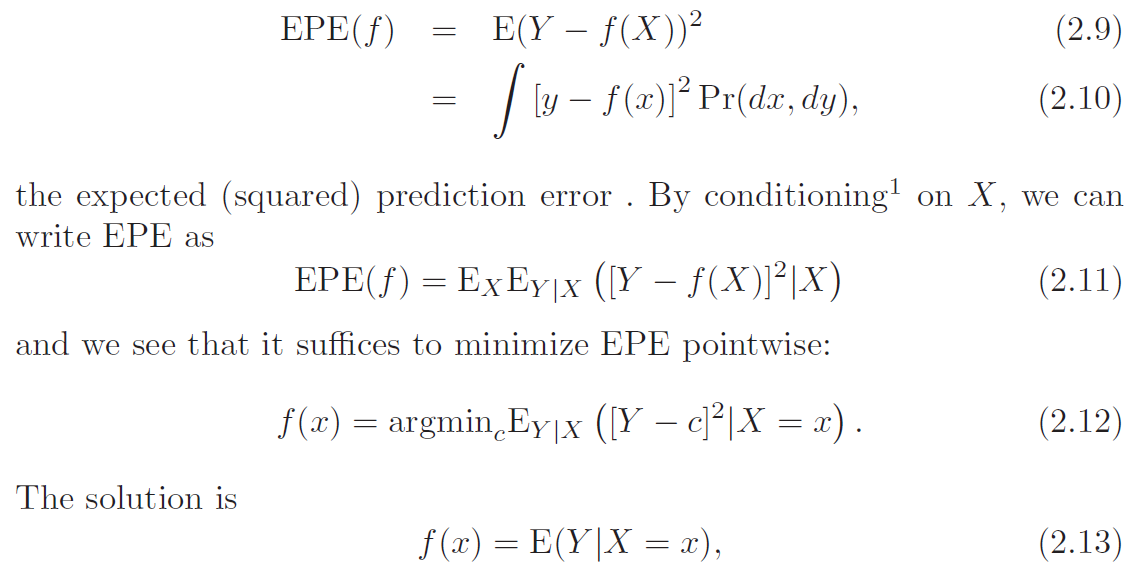 EPE(f) = E(Y − f(X))² (2.9)
= ∫ [y − f(x)]² Pr(dx, dy), (2.10)
the expected (squared) prediction error . By conditioning¹ on X, we can
write EPE as
EPE(f) = E_X E_{Y|X} ([Y − f(X)]²|X) (2.11)
and we see that it suffices to minimize EPE pointwise:
f(x) = argmin_c E_{Y|X} ([Y − c]²|X = x) . (2.12)
The solution is
f(x) = E(Y|X = x), (2.13)